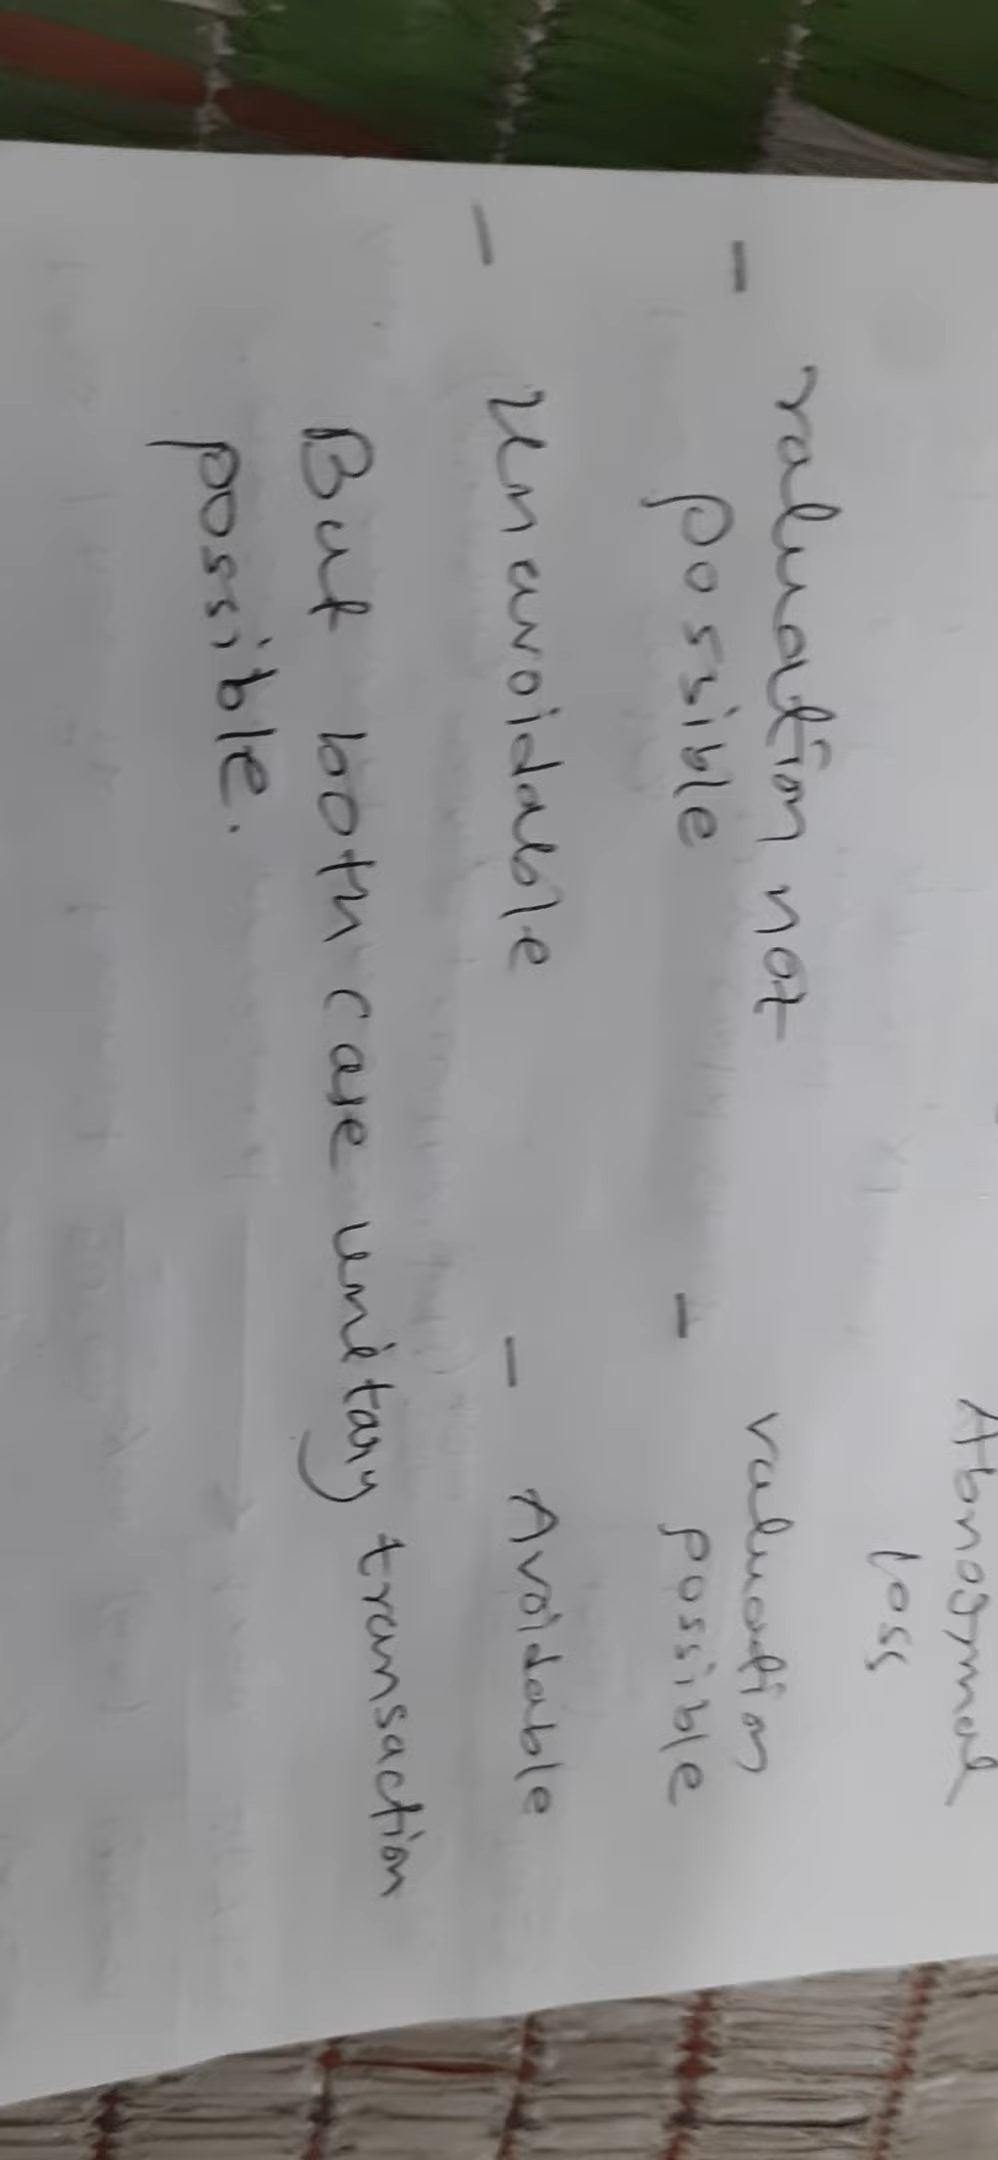 Abnormal
loss
- valuation not
possible
- valuation
possible
- Unavoidable
- Avoidable
But both case unitary transaction
possible.